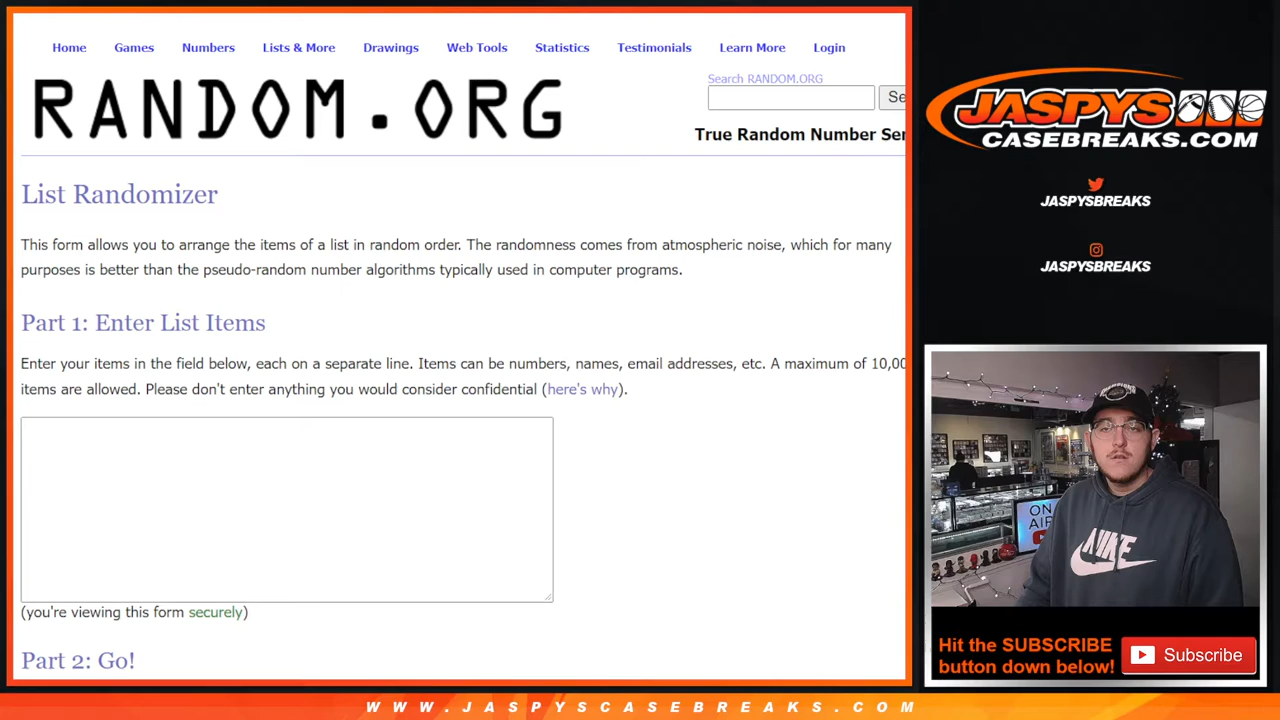 Home Games Numbers Lists & More Drawings Web Tools Statistics Testimonials Learn More Login
RANDOM.ORG
Search RANDOM.ORG
Se
True Random Number Ser
List Randomizer
This form allows you to arrange the items of a list in random order. The randomness comes from atmospheric noise, which for many
purposes is better than the pseudo-random number algorithms typically used in computer programs.
Part 1: Enter List Items
Enter your items in the field below, each on a separate line. Items can be numbers, names, email addresses, etc. A maximum of 10,00
items are allowed. Please don't enter anything you would consider confidential (here's why).
(you're viewing this form securely)
Part 2: Go!
JASPYS
CASEBREAKS.COM
JASPYSBREAKS
JASPYSBREAKS
ON
AIR
NIKE
Hit the SUBSCRIBE
button down below!
Subscribe
WWW.JASPYSCASEBREAKS.COM